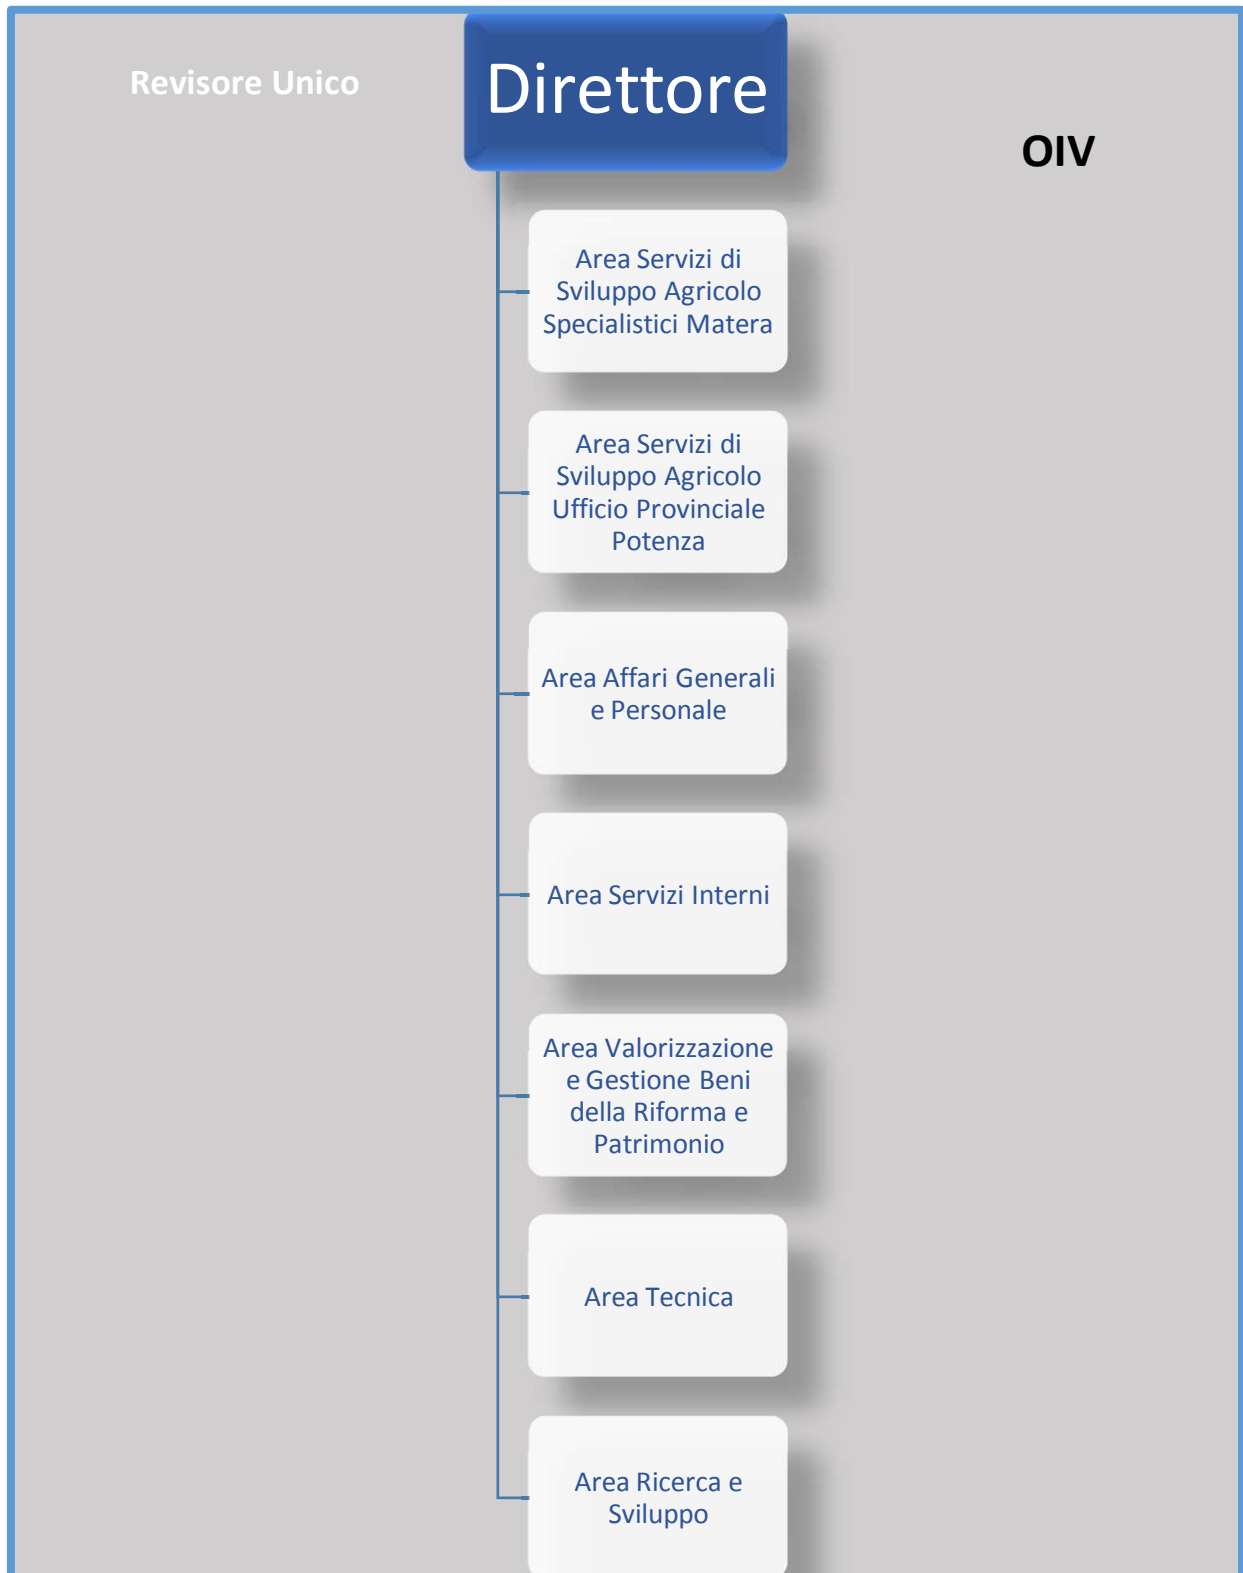 Revisore Unico
Direttore
OIV
Area Servizi di
Sviluppo Agricolo
Specialistici Matera
Area Servizi di
Sviluppo Agricolo
Ufficio Provinciale
Potenza
Area Affari Generali
e Personale
Area Servizi Interni
Area Valorizzazione
e Gestione Beni
della Riforma e
Patrimonio
Area Tecnica
Area Ricerca e
Sviluppo